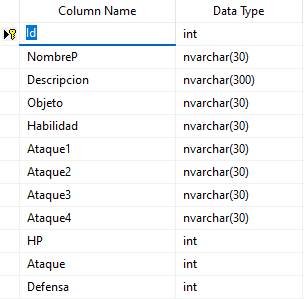 Column Name Data Type
Id int
NombreP nvarchar(30)
Descripcion nvarchar(300)
Objeto nvarchar(30)
Habilidad nvarchar(30)
Ataque1 nvarchar(30)
Ataque2 nvarchar(30)
Ataque3 nvarchar(30)
Ataque4 nvarchar(30)
HP int
Ataque int
Defensa int